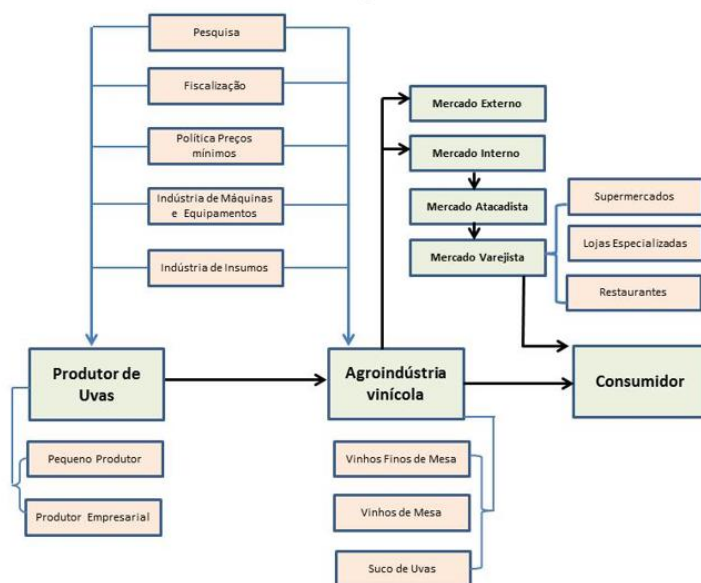 Pesquisa
Fiscalização
Política Preços
mínimos
Indústria de Máquinas
e Equipamentos
Indústria de Insumos
Mercado Externo
Mercado Interno
Mercado Atacadista
Mercado Varejista
Supermercados
Lojas Especializadas
Restaurantes
Produtor de
Uvas
Agroindústria
vinícola
Consumidor
Pequeno Produtor
Produtor Empresarial
Vinhos Finos de Mesa
Vinhos de Mesa
Suco de Uvas